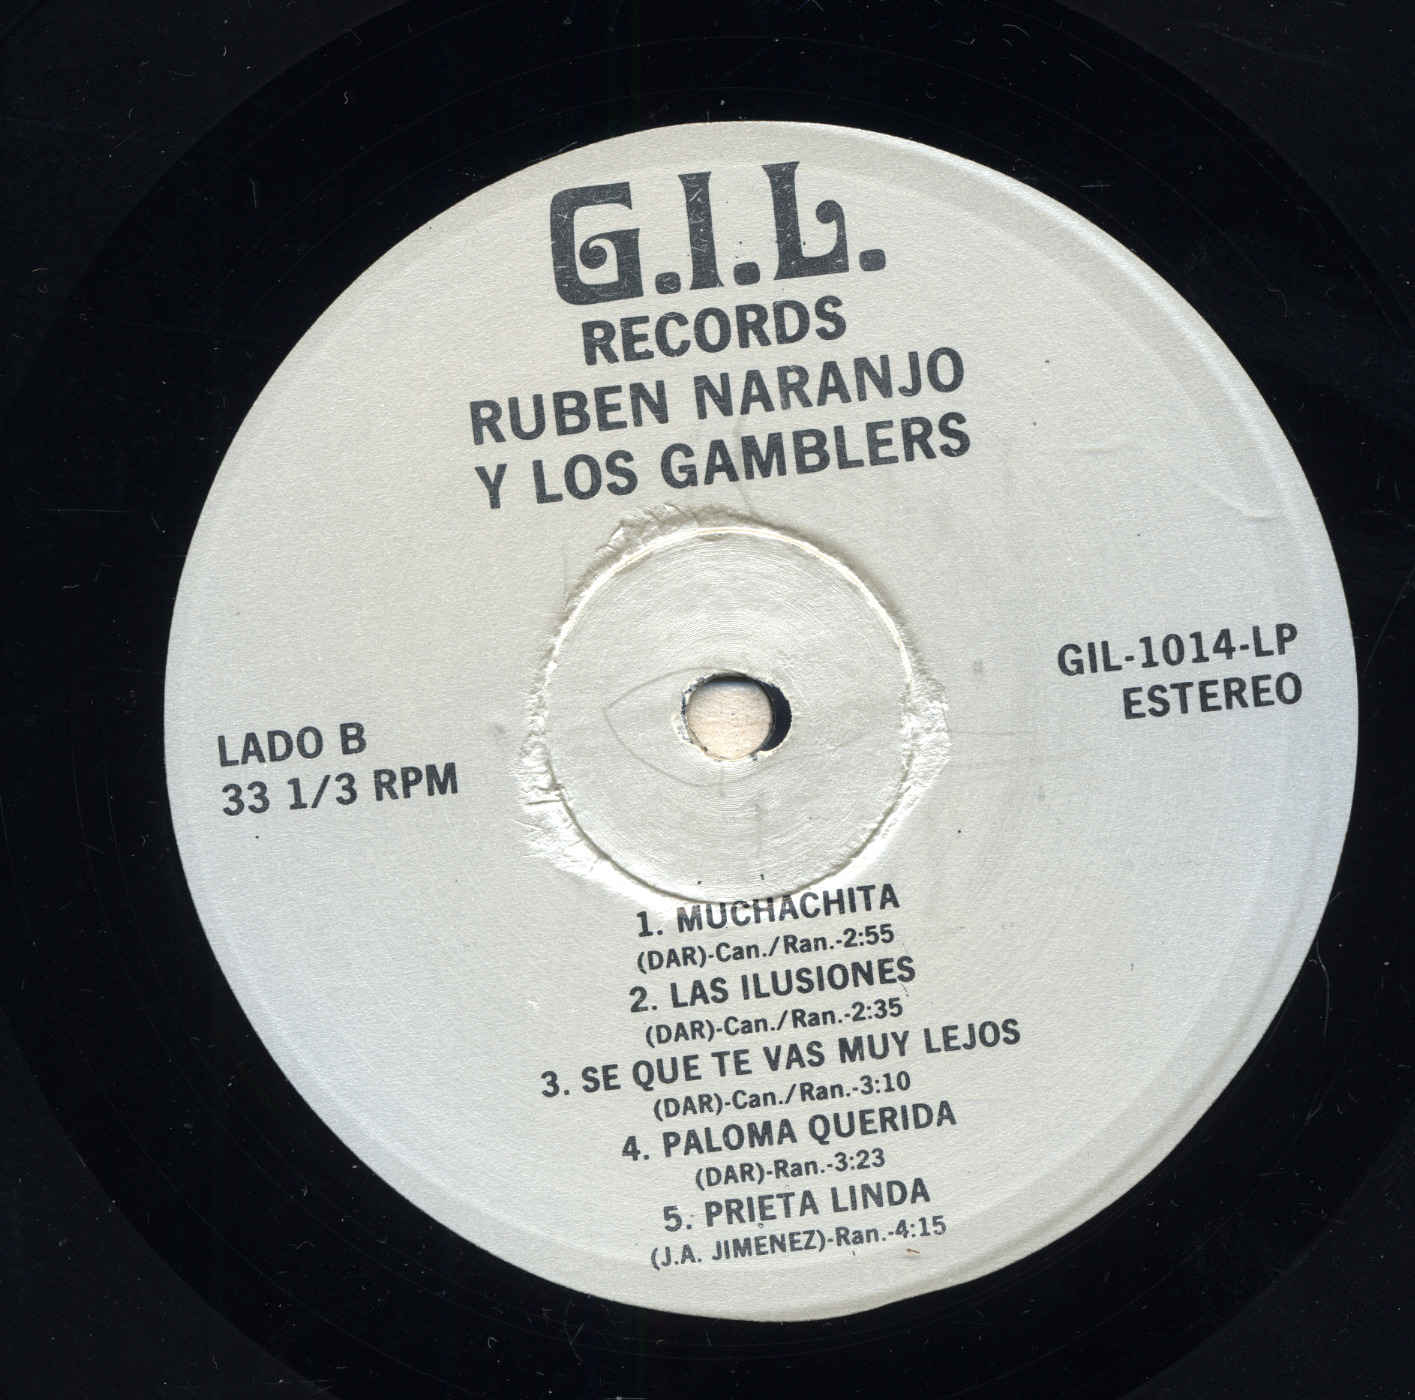 G.I.L.
RECORDS
RUBEN NARANJO
Y LOS GAMBLERS
GIL-1014-LP
ESTEREO
LADO B
33 1/3 RPM
1. MUCHACHITA
(DAR)-Can./Ran.-2:55
2. LAS ILUSIONES
(DAR)-Can./Ran.-2:35
3. SE QUE TE VAS MUY LEJOS
(DAR)-Can./Ran.-3:10
4. PALOMA QUERIDA
(DAR)-Ran.-3:23
5. PRIETA LINDA
(J.A. JIMENEZ)-Ran.-4:15